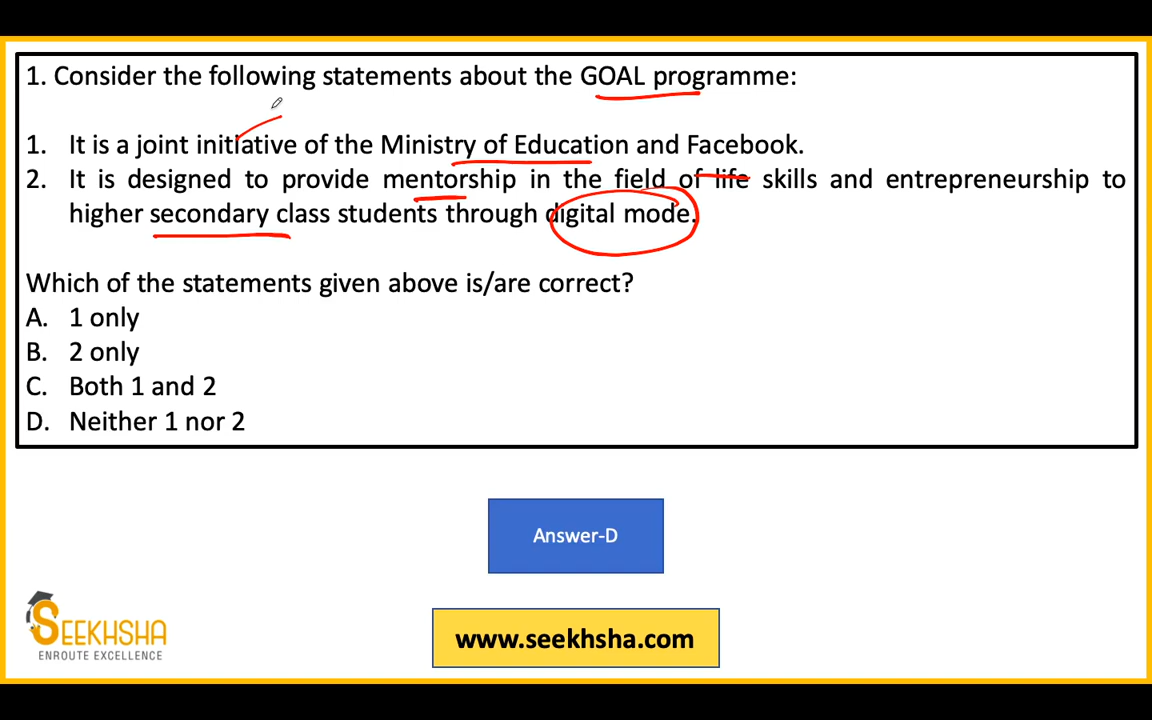 1. Consider the following statements about the GOAL programme:
1. It is a joint initiative of the Ministry of Education and Facebook.
2. It is designed to provide mentorship in the field of life skills and entrepreneurship to
higher secondary class students through digital mode.
Which of the statements given above is/are correct?
A. 1 only
B. 2 only
C. Both 1 and 2
D. Neither 1 nor 2
Answer-D
SEEKHSHA
ENROUTE EXCELLENCE
www.seekhsha.com